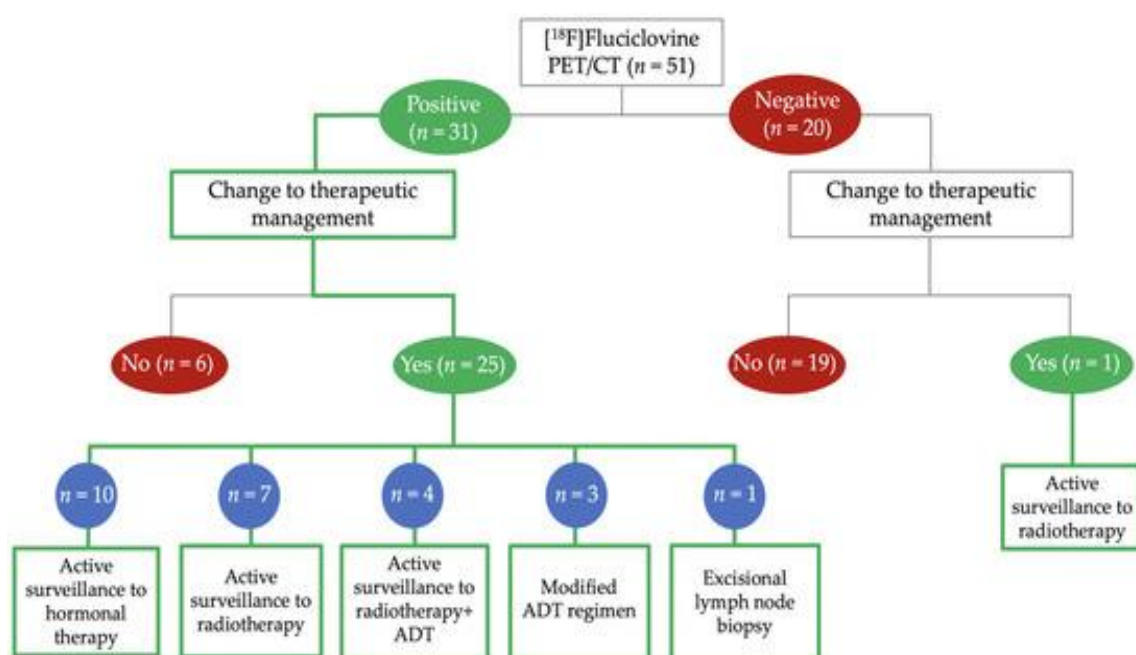 [¹⁸F]Fluciclovine
PET/CT (n = 51)
Positive
(n = 31)
Negative
(n = 20)
Change to therapeutic
management
Change to therapeutic
management
No (n = 6)
Yes (n = 25)
No (n = 19)
Yes (n = 1)
n = 10
n = 7
n = 4
n = 3
n = 1
Active
surveillance to
hormonal
therapy
Active
surveillance to
radiotherapy
Active
surveillance to
radiotherapy+
ADT
Modified
ADT regimen
Excisional
lymph node
biopsy
Active
surveillance to
radiotherapy